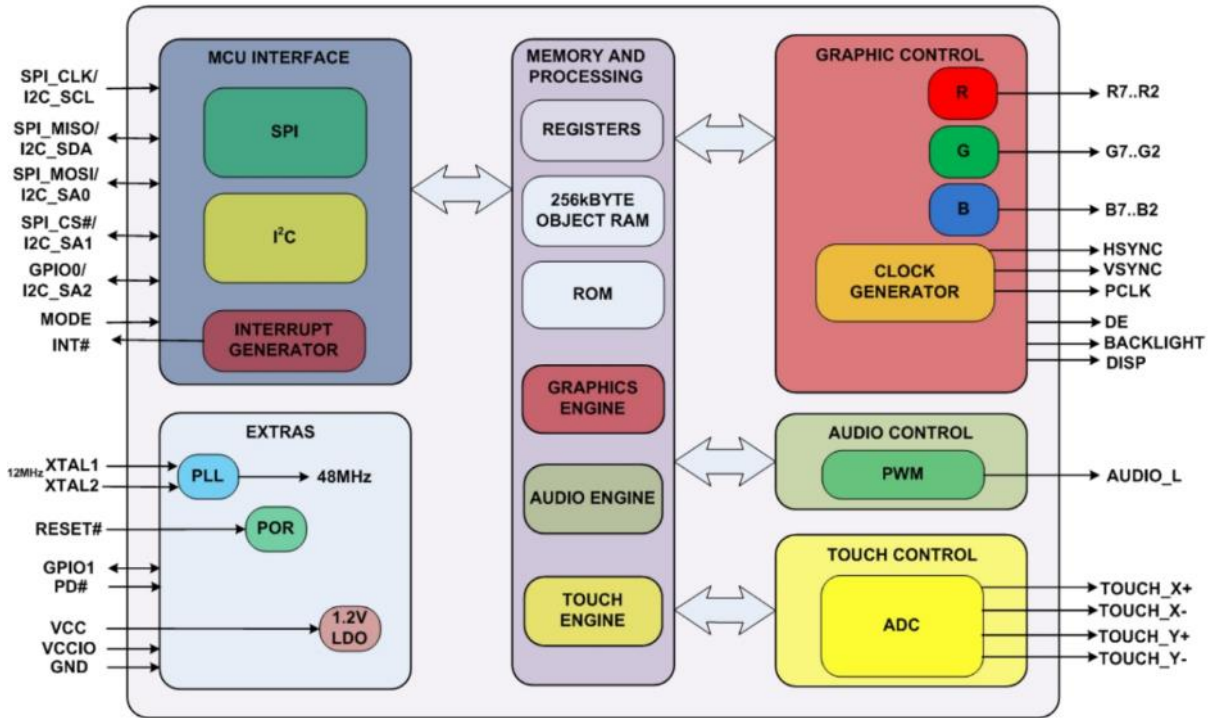 SPI_CLK/
I2C_SCL
SPI_MISO/
I2C_SDA
SPI_MOSI/
I2C_SA0
SPI_CS#/
I2C_SA1
GPIO0/
I2C_SA2
MODE
INT#
MCU INTERFACE
SPI
I²C
INTERRUPT
GENERATOR
12MHz XTAL1
XTAL2
RESET#
GPIO1
PD#
VCC
VCCIO
GND
EXTRAS
PLL
48MHz
POR
1.2V
LDO
MEMORY AND
PROCESSING
REGISTERS
256kBYTE
OBJECT RAM
ROM
GRAPHICS
ENGINE
AUDIO ENGINE
TOUCH
ENGINE
GRAPHIC CONTROL
R
G
B
CLOCK
GENERATOR
R7..R2
G7..G2
B7..B2
HSYNC
VSYNC
PCLK
DE
BACKLIGHT
DISP
AUDIO CONTROL
PWM
AUDIO_L
TOUCH CONTROL
ADC
TOUCH_X+
TOUCH_X-
TOUCH_Y+
TOUCH_Y-